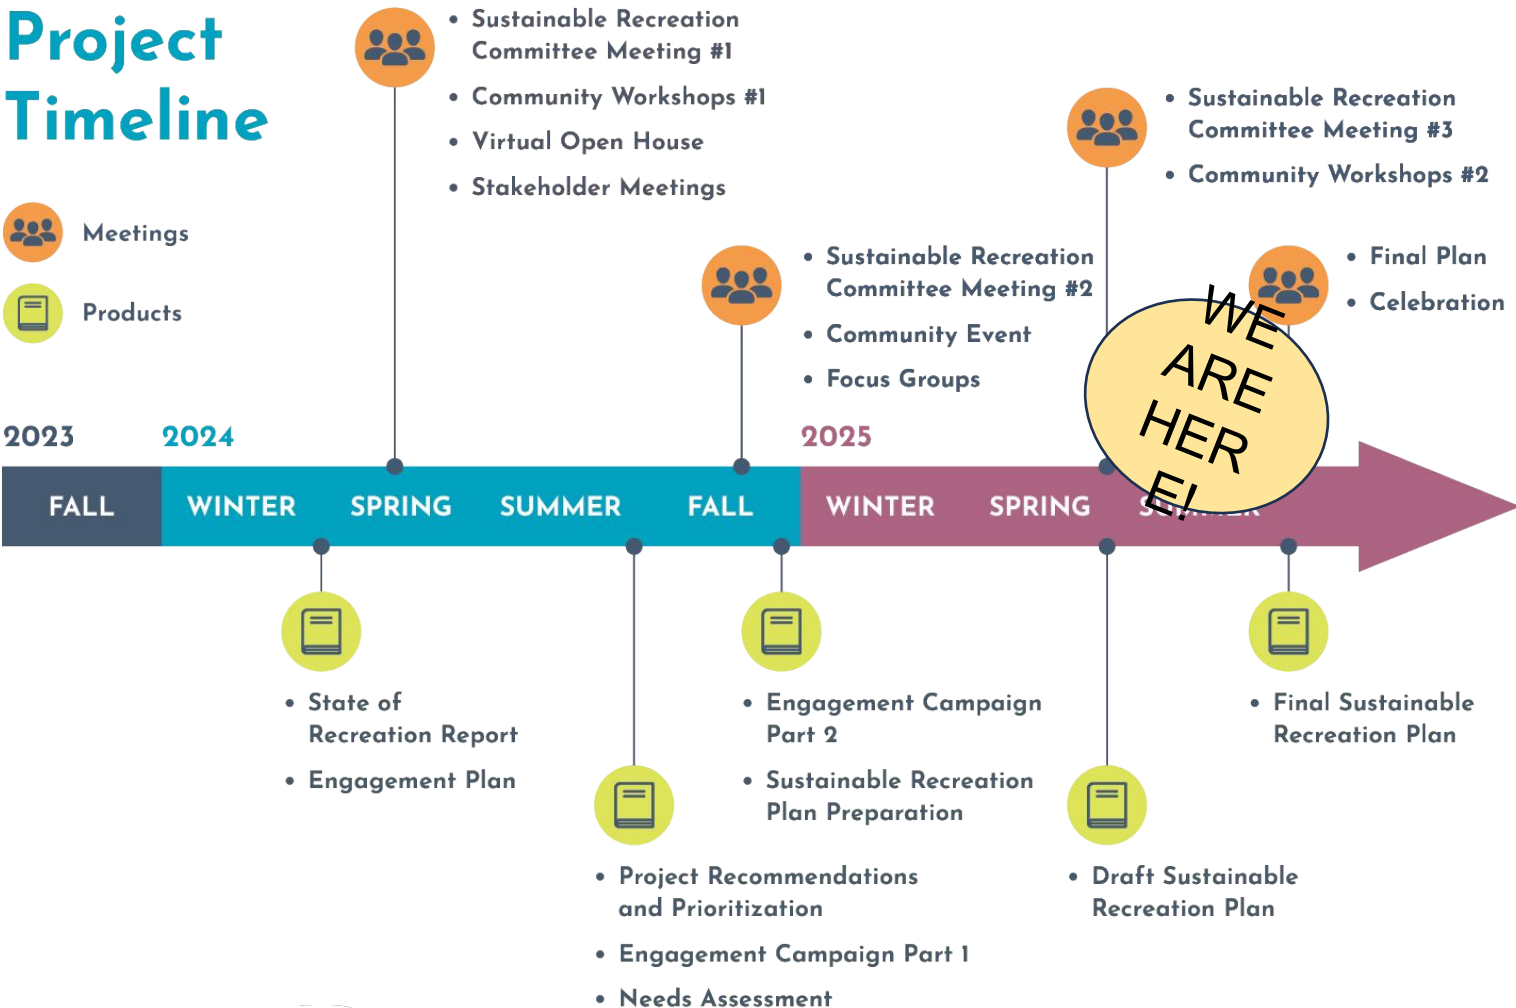 Project
Timeline
Meetings
Products
• Sustainable Recreation
Committee Meeting #1
• Community Workshops #1
• Virtual Open House
• Stakeholder Meetings
• Sustainable Recreation
Committee Meeting #2
• Community Event
• Focus Groups
• Sustainable Recreation
Committee Meeting #3
• Community Workshops #2
• Final Plan
• Celebration
WE
ARE
HER
E!
2023
2024
2025
FALL
WINTER
SPRING
SUMMER
FALL
WINTER
SPRING
SUMMER
• State of
Recreation Report
• Engagement Plan
• Project Recommendations
and Prioritization
• Engagement Campaign Part 1
• Needs Assessment
• Engagement Campaign
Part 2
• Sustainable Recreation
Plan Preparation
• Draft Sustainable
Recreation Plan
• Final Sustainable
Recreation Plan